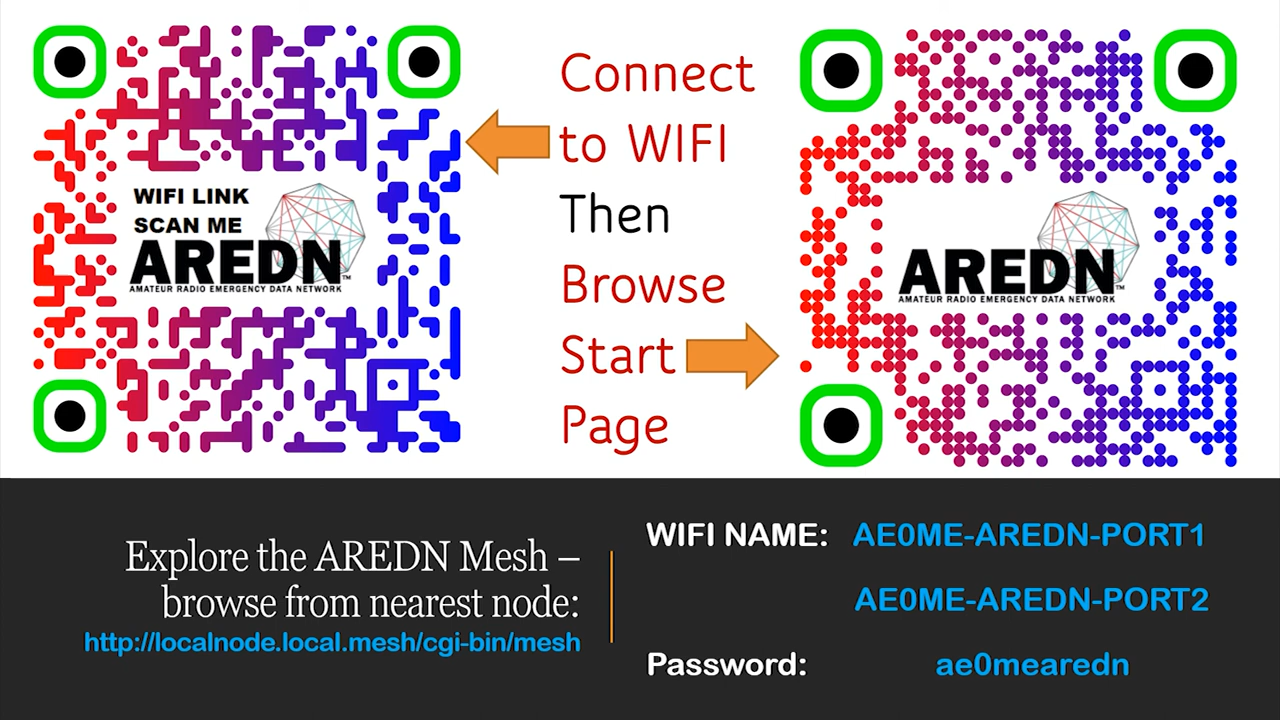 WIFI LINK
SCAN ME
AREDN™
AMATEUR RADIO EMERGENCY DATA NETWORK
Connect
to WIFI
Then
Browse
Start
Page
AREDN™
AMATEUR RADIO EMERGENCY DATA NETWORK
Explore the AREDN Mesh –
browse from nearest node:
http://localnode.local.mesh/cgi-bin/mesh
WIFI NAME: AE0ME-AREDN-PORT1
AE0ME-AREDN-PORT2
Password: ae0mearedn